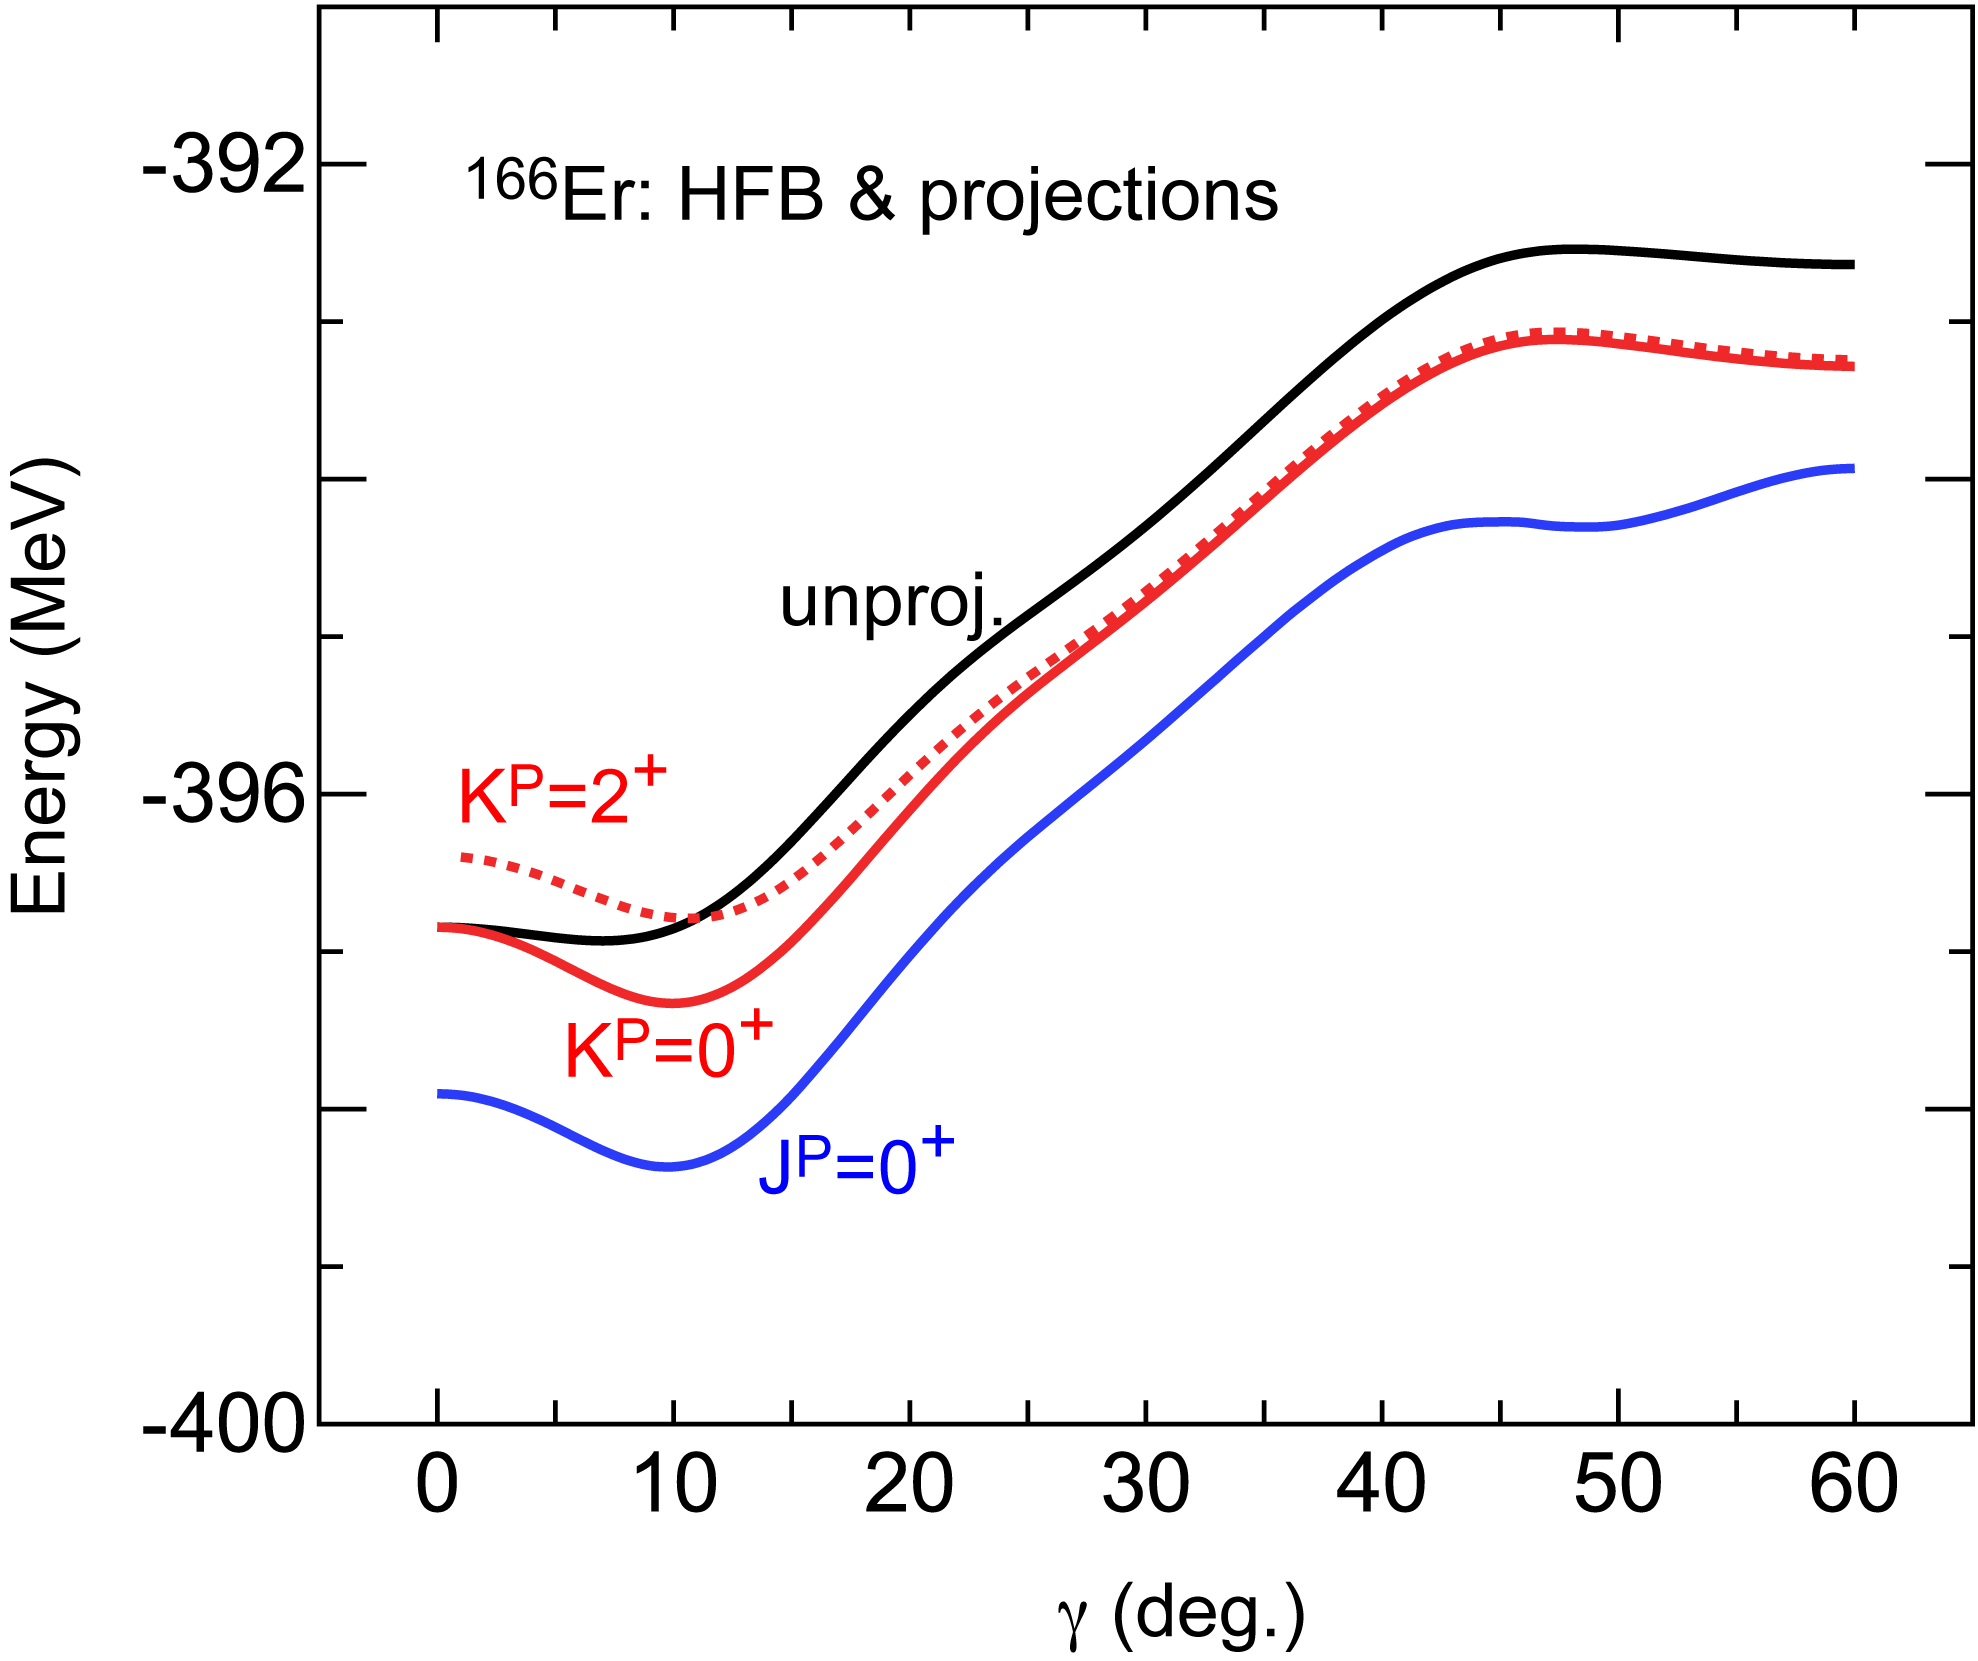 -392
¹⁶⁶Er: HFB & projections
unproj.
Kᴾ=2⁺
-396
Kᴾ=0⁺
Jᴾ=0⁺
-400
0 10 20 30 40 50 60
γ (deg.)
Energy (MeV)